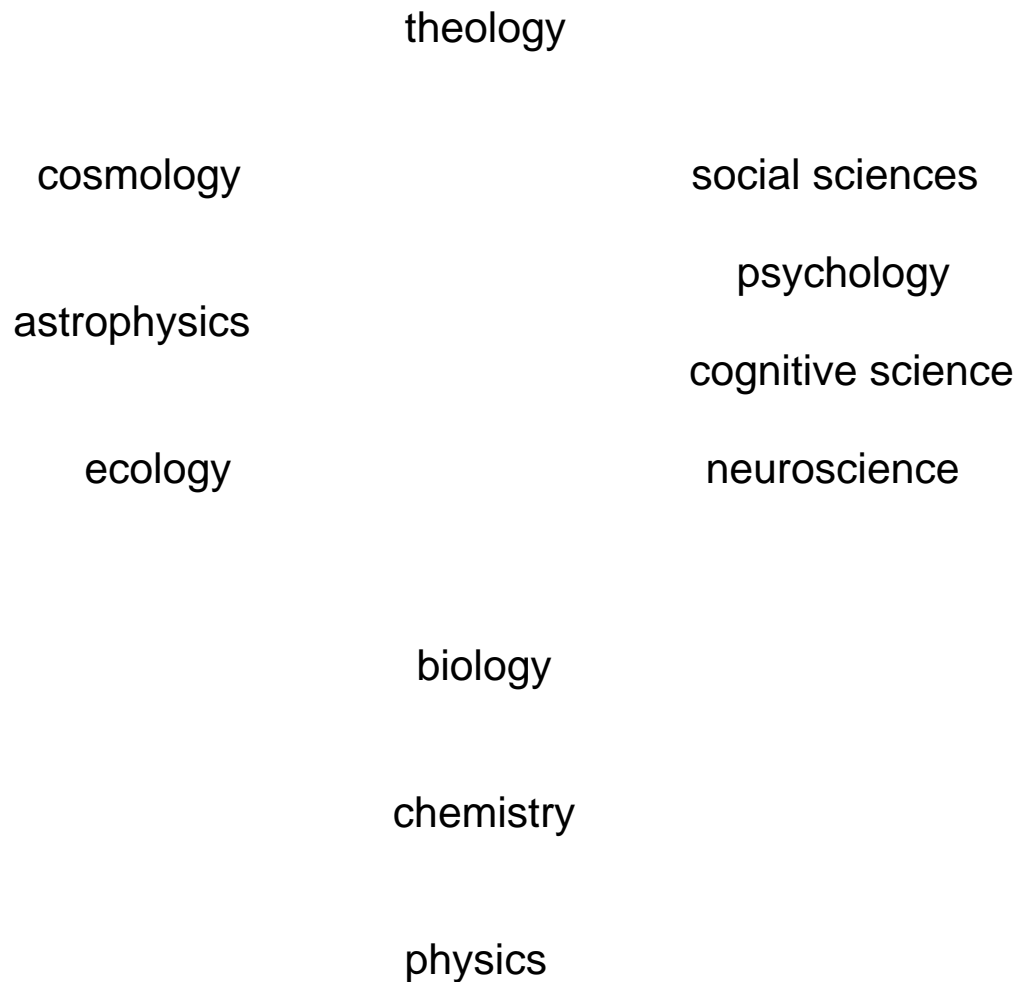 theology
cosmology
social sciences
psychology
astrophysics
cognitive science
ecology
neuroscience
biology
chemistry
physics